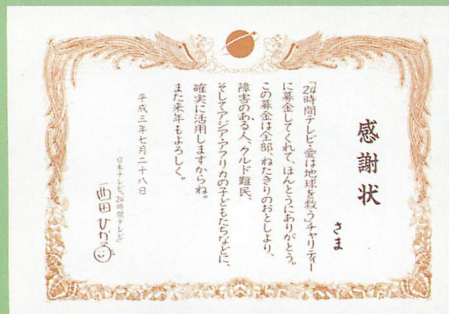 感謝状
さま
「24時間テレビ・愛は地球を救う」チャリティー
に募金してくれて、ほんとうにありがとう。
この募金は全部、ねたきりのおとしより、
障害のある人、クルド難民、
そしてアジア・アフリカの子どもたちなどに、
確実に活用しますからね。
また来年もよろしく。
平成三年七月二十八日
日本テレビ「24時間テレビ」
西田ひかる